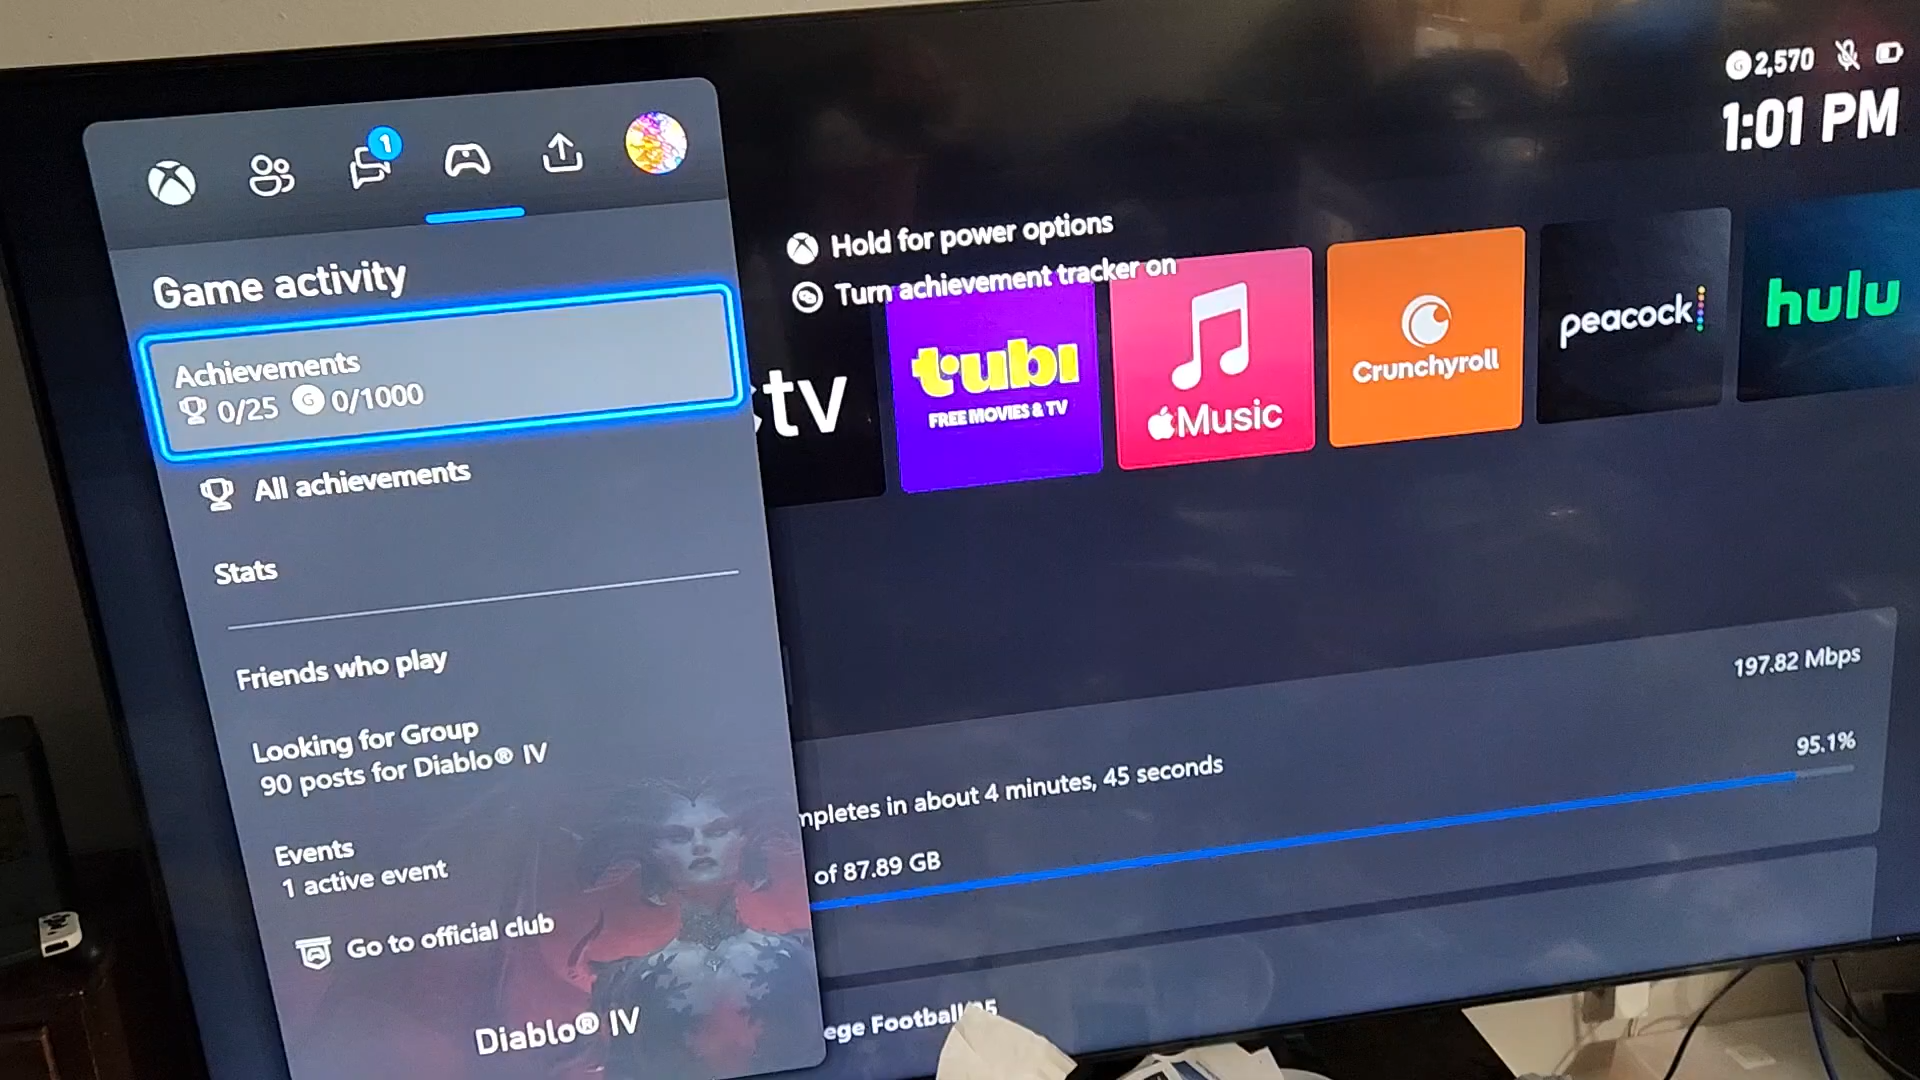 2,570
1:01 PM
1
Game activity
Achievements
0/25 G 0/1000
All achievements
Stats
Friends who play
Looking for Group
90 posts for Diablo® IV
Events
1 active event
Go to official club
Diablo® IV
Hold for power options
Turn achievement tracker on
tv
tubi
FREE MOVIES & TV
Music
Crunchyroll
peacock
hulu
197.82 Mbps
95.1%
mpletes in about 4 minutes, 45 seconds
of 87.89 GB
ege Football 25